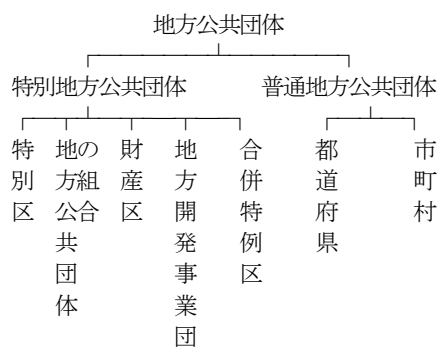 地方公共団体
特別地方公共団体
普通地方公共団体
特別区
地方公共団体
の組合
財産区
地方開発事業団
合併特例区
都道府県
市町村